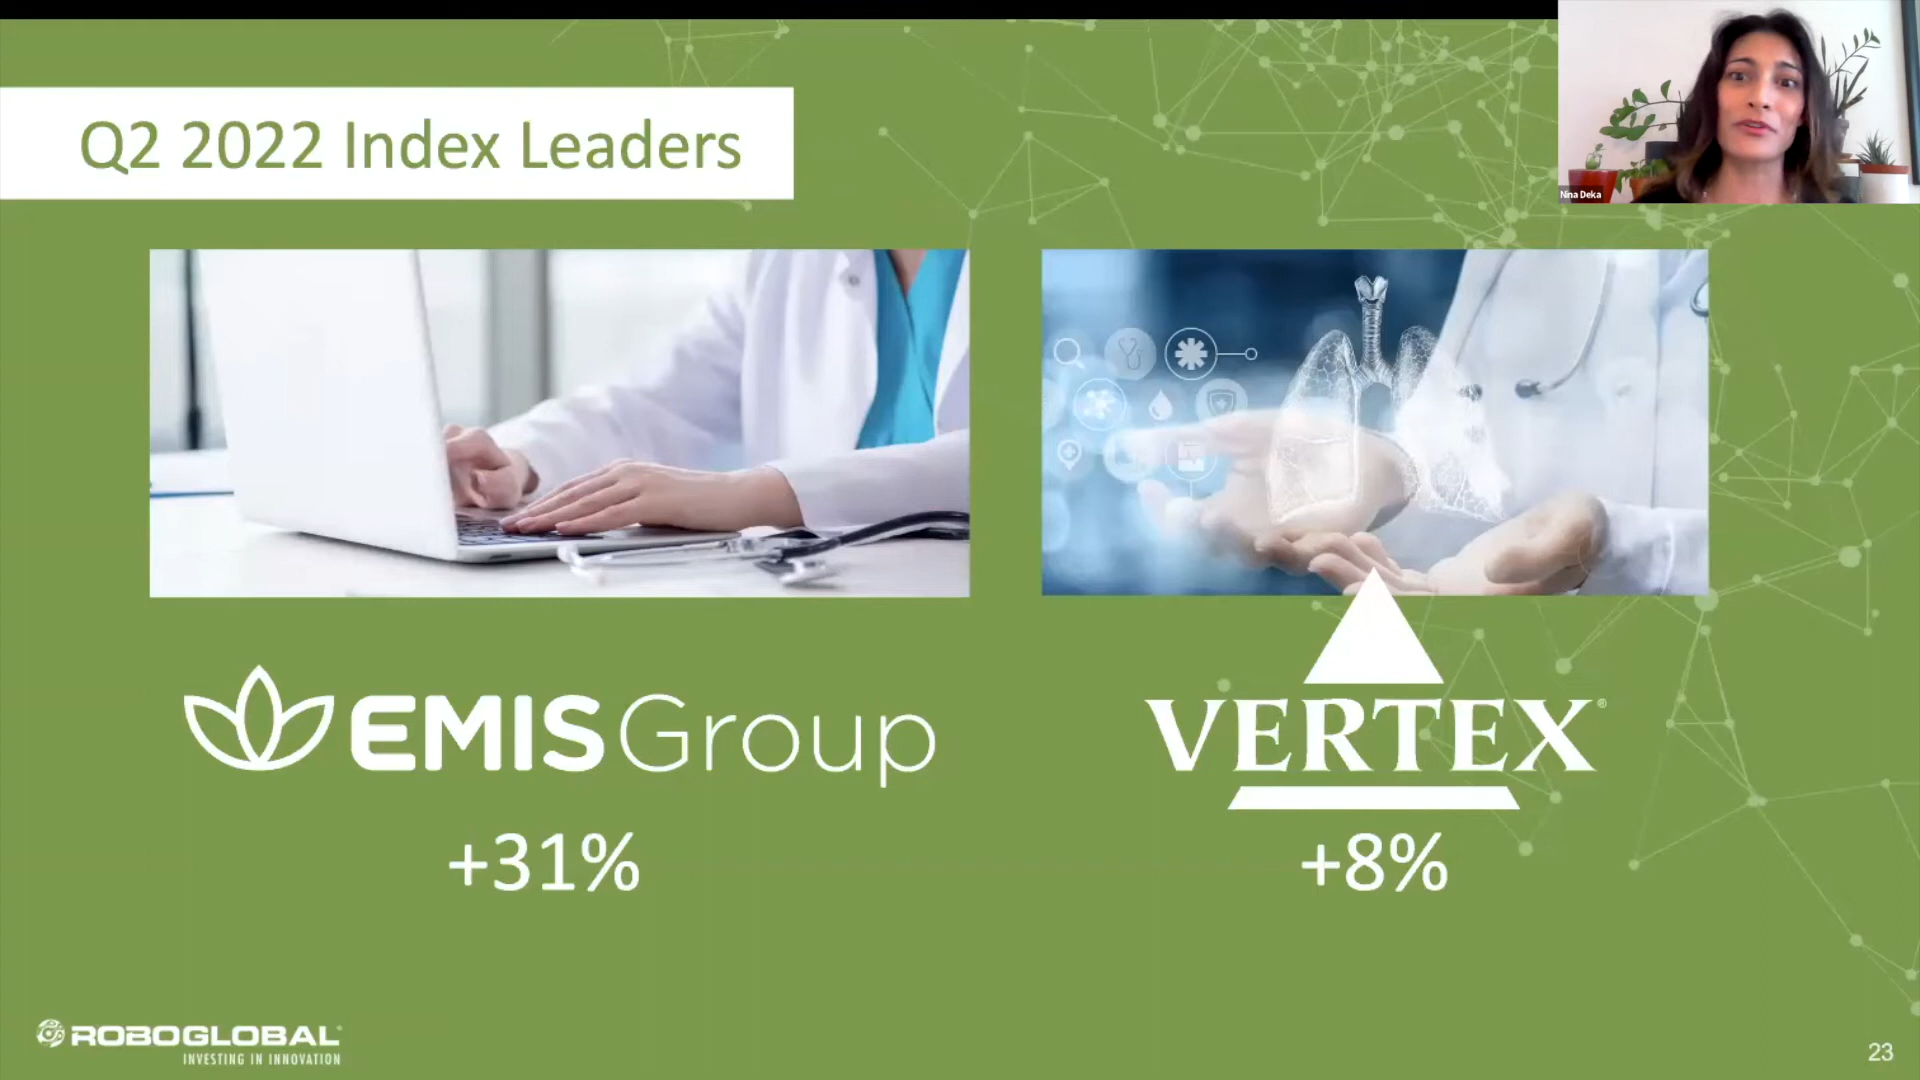 Q2 2022 Index Leaders
Nina Deka
EMIS Group
VERTEX®
+31%
+8%
ROBOGLOBAL®
INVESTING IN INNOVATION
23